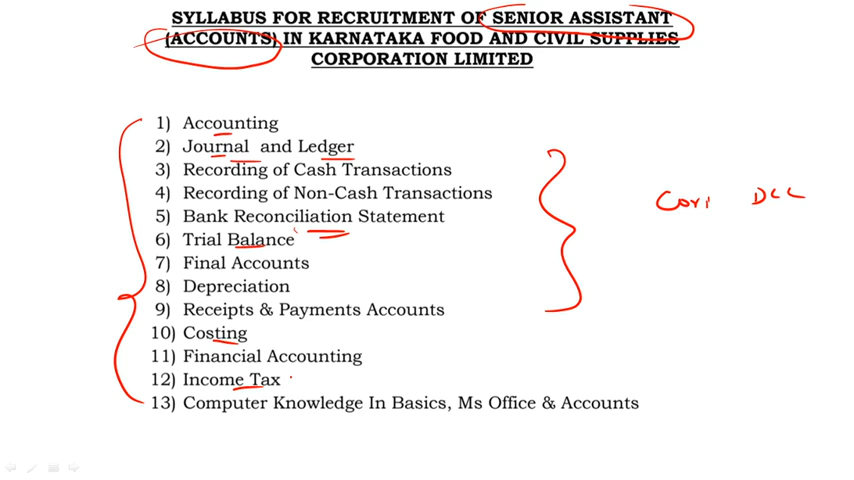 SYLLABUS FOR RECRUITMENT OF SENIOR ASSISTANT
(ACCOUNTS) IN KARNATAKA FOOD AND CIVIL SUPPLIES
CORPORATION LIMITED
1) Accounting
2) Journal and Ledger
3) Recording of Cash Transactions
4) Recording of Non-Cash Transactions
5) Bank Reconciliation Statement
6) Trial Balance
7) Final Accounts
8) Depreciation
9) Receipts & Payments Accounts
10) Costing
11) Financial Accounting
12) Income Tax
13) Computer Knowledge In Basics, Ms Office & Accounts